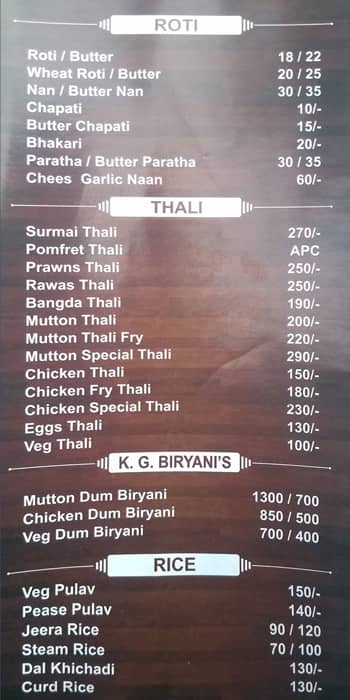 ROTI
Roti / Butter 18 / 22
Wheat Roti / Butter 20 / 25
Nan / Butter Nan 30 / 35
Chapati 10/-
Butter Chapati 15/-
Bhakari 20/-
Paratha / Butter Paratha 30 / 35
Chees Garlic Naan 60/-
THALI
Surmai Thali 270/-
Pomfret Thali APC
Prawns Thali 250/-
Rawas Thali 250/-
Bangda Thali 190/-
Mutton Thali 200/-
Mutton Thali Fry 220/-
Mutton Special Thali 290/-
Chicken Thali 150/-
Chicken Fry Thali 180/-
Chicken Special Thali 230/-
Eggs Thali 130/-
Veg Thali 100/-
K. G. BIRYANI'S
Mutton Dum Biryani 1300 / 700
Chicken Dum Biryani 850 / 500
Veg Dum Biryani 700 / 400
RICE
Veg Pulav 150/-
Pease Pulav 140/-
Jeera Rice 90 / 120
Steam Rice 70 / 100
Dal Khichadi 130/-
Curd Rice 130/-